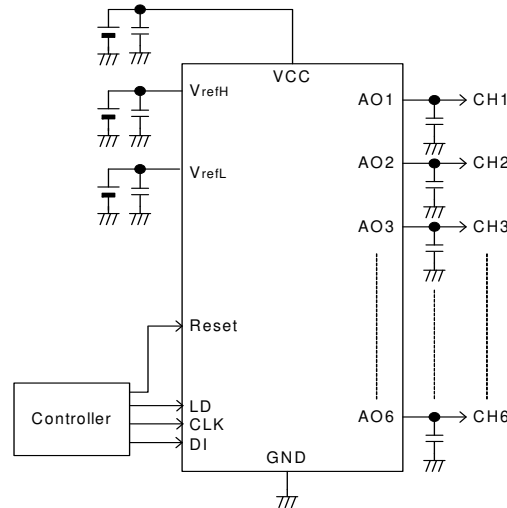 VCC
VrefH
AO1
CH1
VrefL
AO2
CH2
AO3
CH3
Reset
Controller
LD
CLK
DI
AO6
CH6
GND